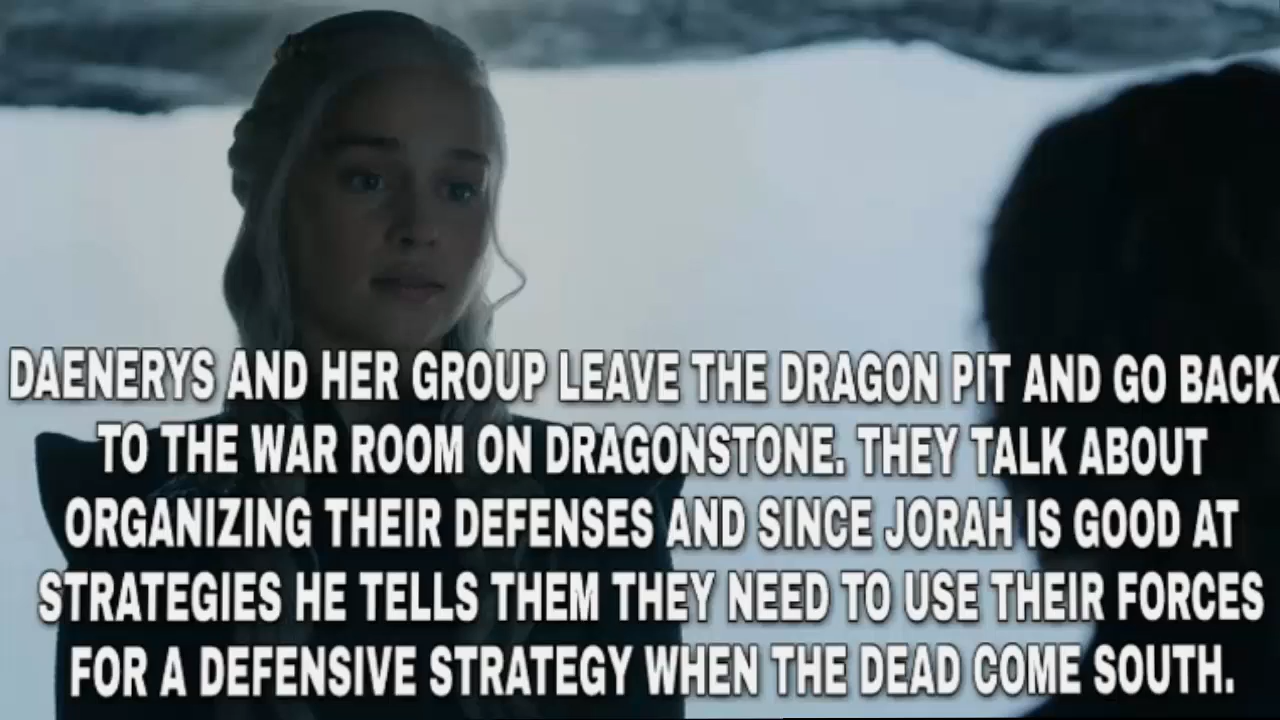 DAENERYS AND HER GROUP LEAVE THE DRAGON PIT AND GO BACK
TO THE WAR ROOM ON DRAGONSTONE. THEY TALK ABOUT
ORGANIZING THEIR DEFENSES AND SINCE JORAH IS GOOD AT
STRATEGIES HE TELLS THEM THEY NEED TO USE THEIR FORCES
FOR A DEFENSIVE STRATEGY WHEN THE DEAD COME SOUTH.